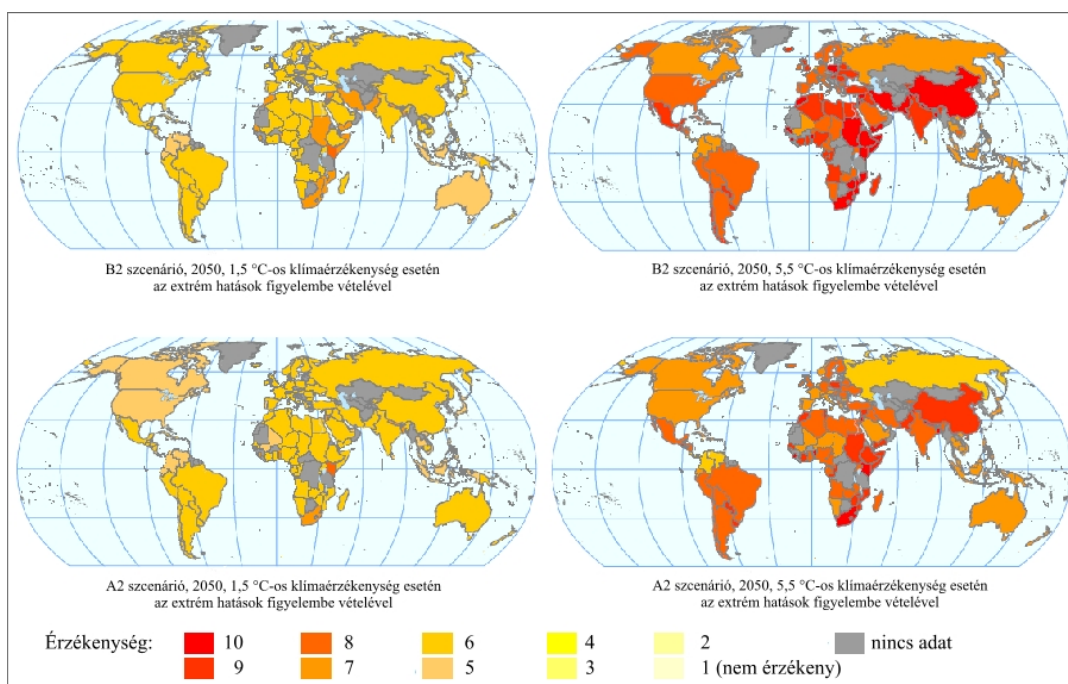 B2 szcenárió, 2050, 1,5 °C-os klímaérzékenység esetén
az extrém hatások figyelembe vételével
B2 szcenárió, 2050, 5,5 °C-os klímaérzékenység esetén
az extrém hatások figyelembe vételével
A2 szcenárió, 2050, 1,5 °C-os klímaérzékenység esetén
az extrém hatások figyelembe vételével
A2 szcenárió, 2050, 5,5 °C-os klímaérzékenység esetén
az extrém hatások figyelembe vételével
Érzékenység: 10 8 6 4 2 nincs adat
9 7 5 3 1 (nem érzékeny)